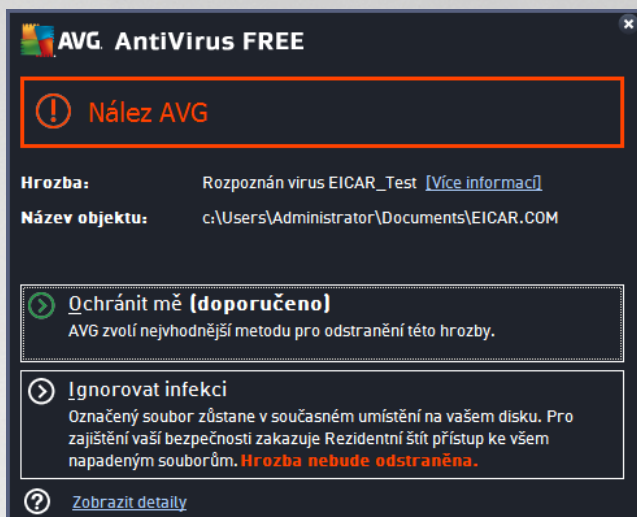 AVG. AntiVirus FREE
Nález AVG
Hrozba: Rozpoznán virus EICAR_Test [Více informací]
Název objektu: c:\Users\Administrator\Documents\EICAR.COM
Ochránit mě (doporučeno)
AVG zvolí nejvhodnější metodu pro odstranění této hrozby.
Ignorovat infekci
Označený soubor zůstane v současném umístění na vašem disku. Pro
zajištění vaší bezpečnosti zakazuje Rezidentní štít přístup ke všem
napadeným souborům. Hrozba nebude odstraněna.
Zobrazit detaily